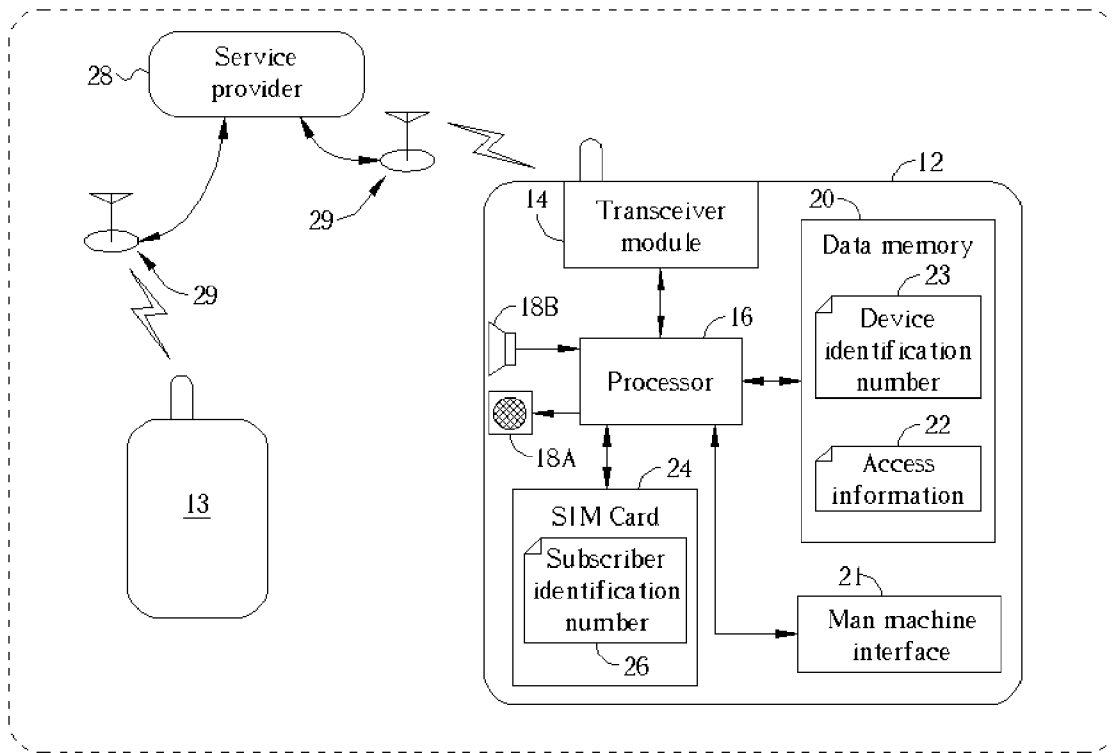 Service
provider
28
29
29
13
12
14
Transceiver
module
20
Data memory
23
Device
identification
number
22
Access
information
18B
16
Processor
18A
24
SIM Card
Subscriber
identification
number
26
21
Man machine
interface